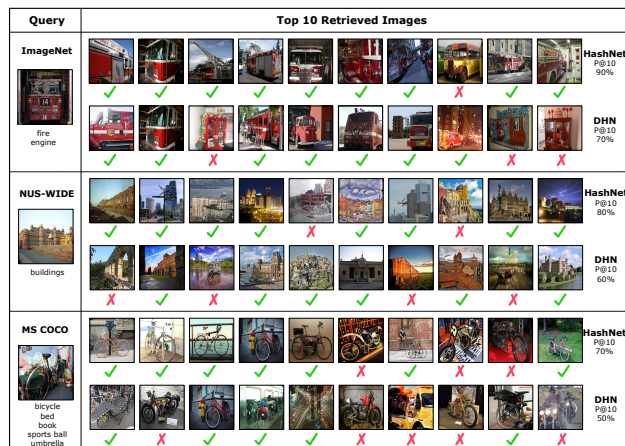 Query
Top 10 Retrieved Images
ImageNet
14
fire
engine
HashNet
P@10
90%
DHN
P@10
70%
NUS-WIDE
buildings
HashNet
P@10
80%
DHN
P@10
60%
MS COCO
bicycle
bed
book
sports ball
umbrella
HashNet
P@10
70%
DHN
P@10
50%